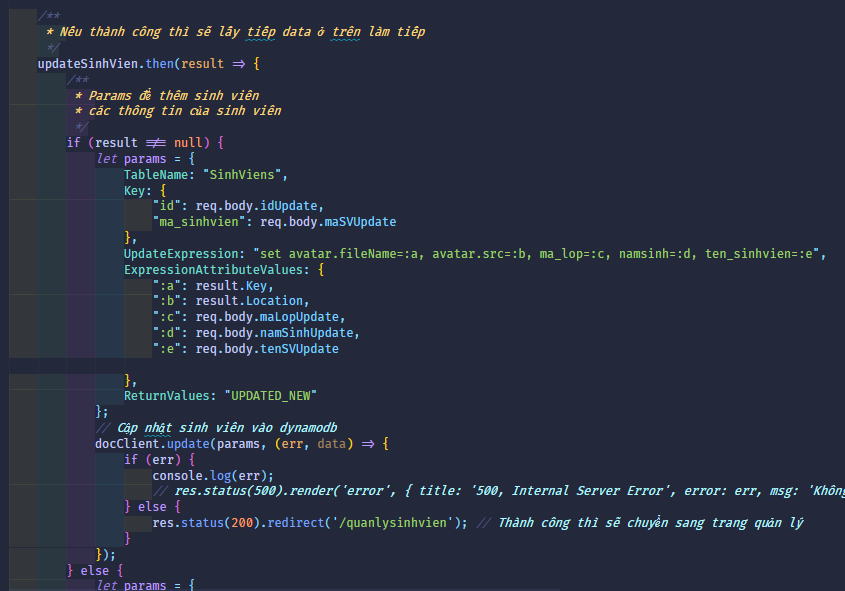 /**
* Nếu thành công thì sẽ lấy tiếp data ở trên làm tiếp
*/
updateSinhVien.then(result => {
/**
* Params để thêm sinh viên
* các thông tin của sinh viên
*/
if (result !== null) {
let params = {
TableName: "SinhViens",
Key: {
"id": req.body.idUpdate,
"ma_sinhvien": req.body.maSVUpdate
},
UpdateExpression: "set avatar.fileName=:a, avatar.src=:b, ma_lop=:c, namsinh=:d, ten_sinhvien=:e",
ExpressionAttributeValues: {
":a": result.Key,
":b": result.Location,
":c": req.body.maLopUpdate,
":d": req.body.namSinhUpdate,
":e": req.body.tenSVUpdate
},
ReturnValues: "UPDATED_NEW"
};
// Cập nhật sinh viên vào dynamodb
docClient.update(params, (err, data) => {
if (err) {
console.log(err);
// res.status(500).render('error', { title: '500, Internal Server Error', error: err, msg: 'Không
} else {
res.status(200).redirect('/quanlysinhvien'); // Thành công thì sẽ chuyển sang trang quản lý
}
});
} else {
let params = {